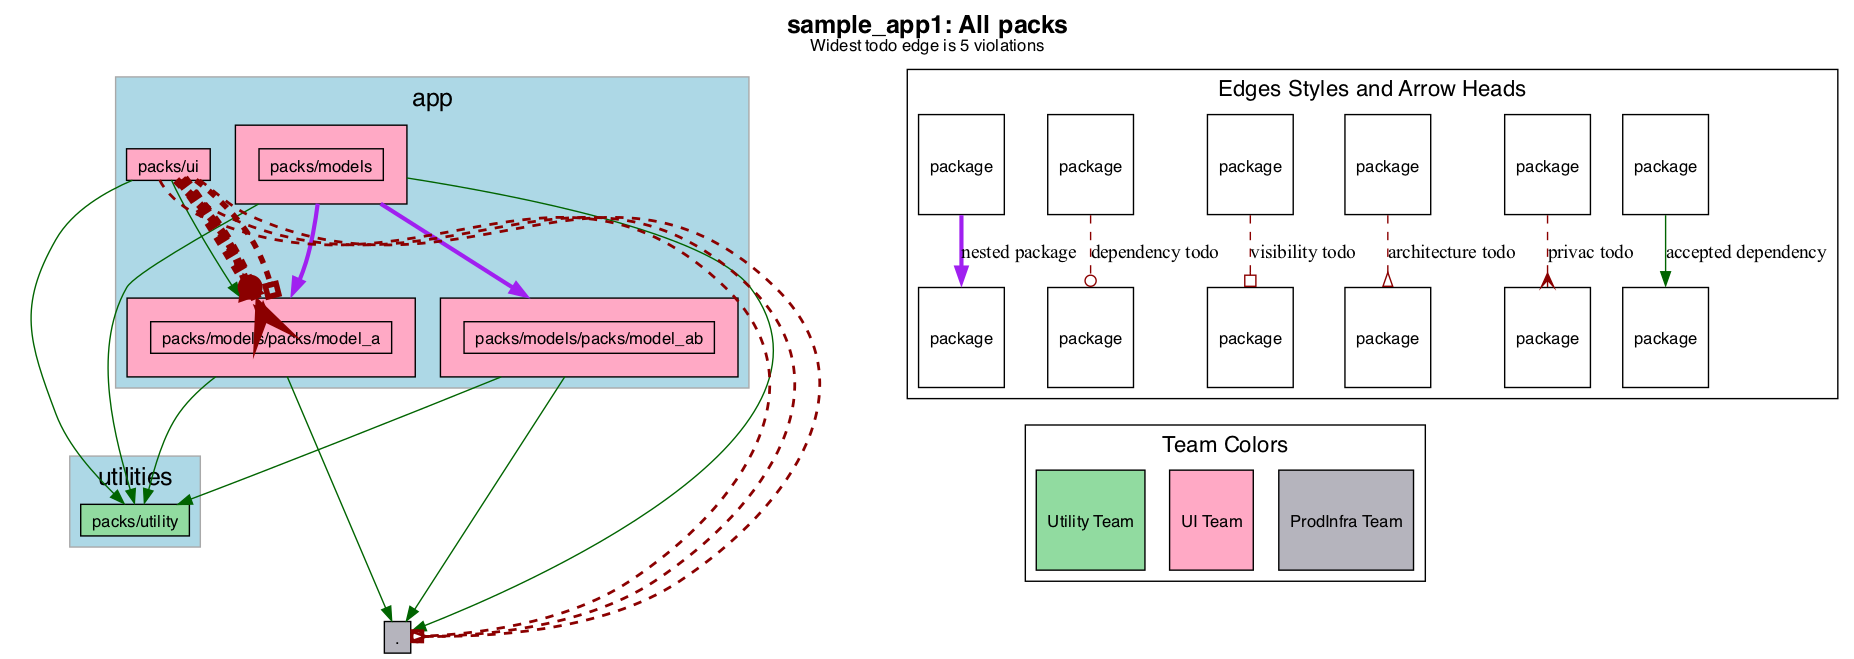 sample_app1: All packs
Widest todo edge is 5 violations
app
packs/ui
packs/models
packs/models/packs/model_a
packs/models/packs/model_ab
utilities
packs/utility
.
Edges Styles and Arrow Heads
package package package package package package
nested package dependency todo visibility todo architecture todo privac todo accepted dependency
package package package package package package
Team Colors
Utility Team UI Team ProdInfra Team